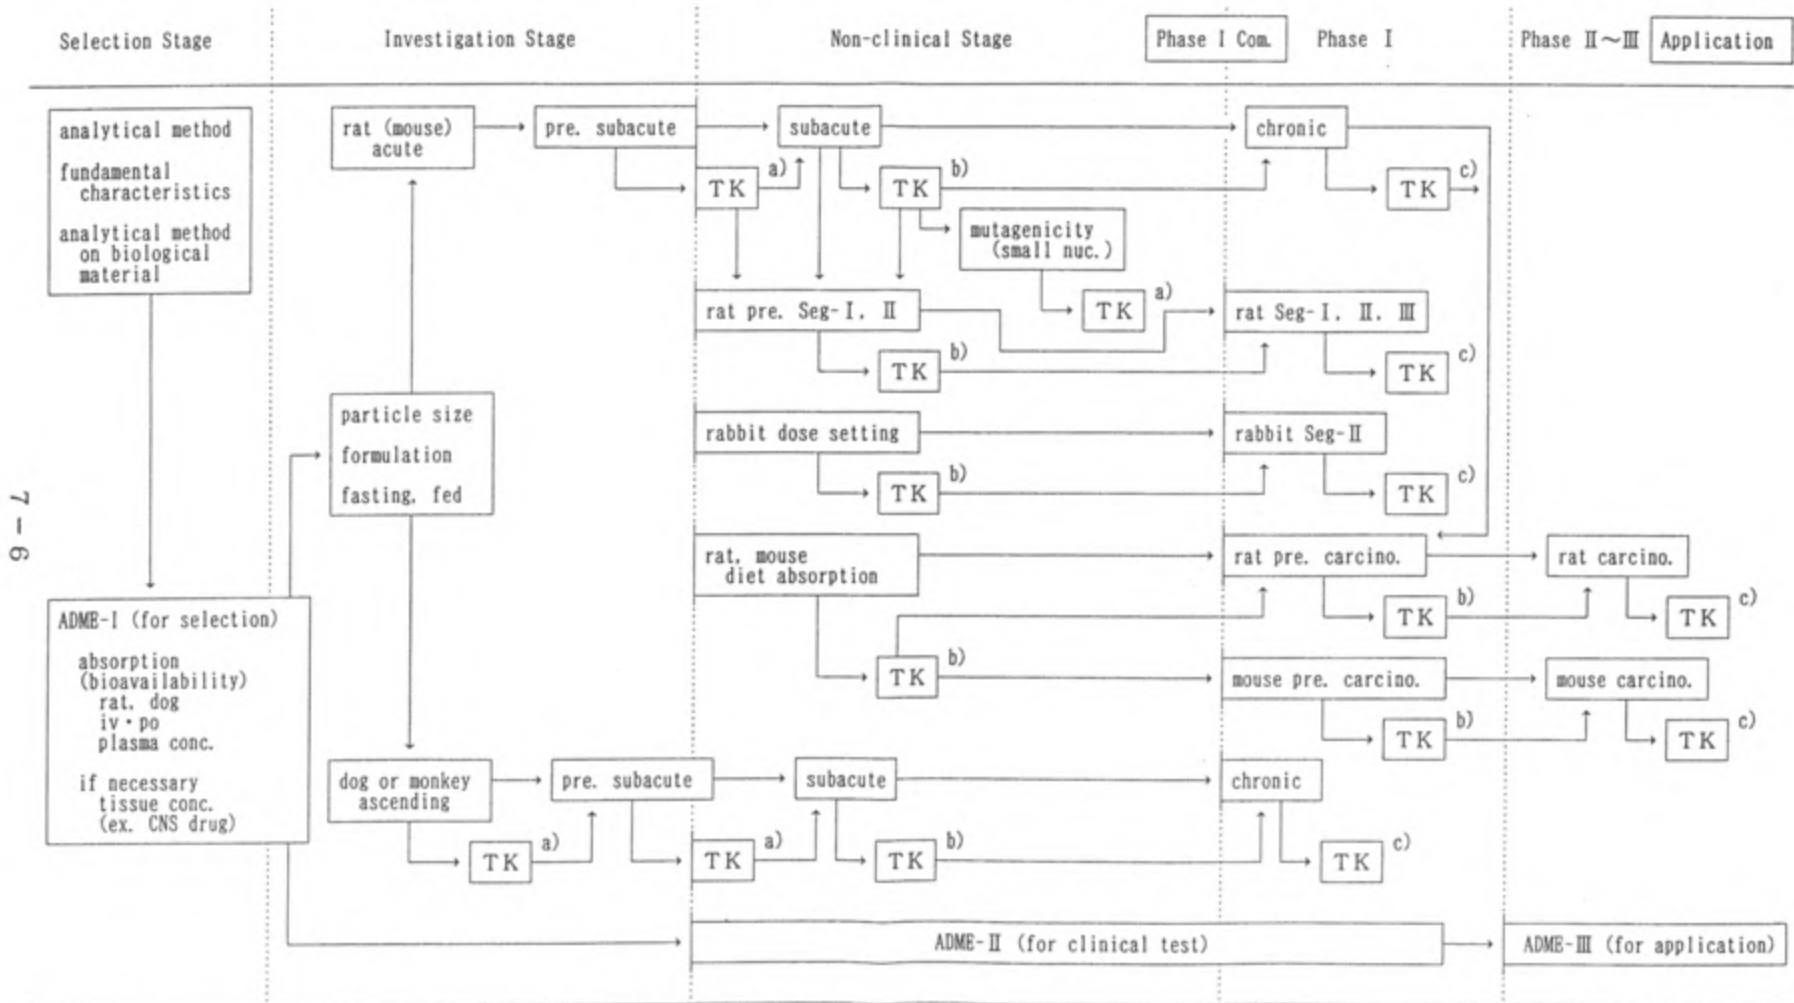 Selection Stage
Investigation Stage
Non-clinical Stage
Phase I Com.
Phase I
Phase II~III
Application
analytical method
fundamental
characteristics
analytical method
on biological
material
rat (mouse)
acute
pre. subacute
subacute
chronic
TK
a)
TK
b)
TK
c)
mutagenicity
(small nuc.)
TK
a)
rat pre. Seg-I, II
rat Seg-I, II, III
TK
b)
TK
c)
particle size
formulation
fasting, fed
rabbit dose setting
rabbit Seg-II
TK
b)
TK
c)
7-6
rat, mouse
diet absorption
rat pre. carcino.
rat carcino.
TK
b)
TK
c)
ADME-I (for selection)
absorption
(bioavailability)
rat, dog
iv・po
plasma conc.
if necessary
tissue conc.
(ex. CNS drug)
TK
b)
mouse pre. carcino.
mouse carcino.
TK
b)
TK
c)
dog or monkey
ascending
pre. subacute
subacute
chronic
TK
a)
TK
a)
TK
b)
TK
c)
ADME-II (for clinical test)
ADME-III (for application)